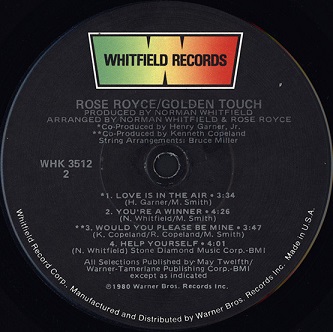 WHITFIELD RECORDS
ROSE ROYCE/GOLDEN TOUCH
PRODUCED BY NORMAN WHITFIELD
ARRANGED BY NORMAN WHITFIELD & ROSE ROYCE
*Co-Produced by Henry Garner, Jr.
**Co-Produced by Kenneth Copeland
String Arrangements: Bruce Miller
WHK 3512
2
*1. LOVE IS IN THE AIR • 3:34
(H. Garner/M. Smith)
2. YOU'RE A WINNER • 4:26
(N. Whitfield/M. Smith)
**3. WOULD YOU PLEASE BE MINE • 3:47
(K. Copeland/R. Copeland/M. Smith)
4. HELP YOURSELF • 4:01
(N. Whitfield) Stone Diamond Music Corp.-BMI
All Selections Published by May Twelfth/
Warner-Tamerlane Publishing Corp.-BMI
except as indicated
©1980 Warner Bros. Records Inc.
Whitfield Record Corp.-Manufactured and Distributed by Warner Bros. Records Inc. Made in U.S.A.